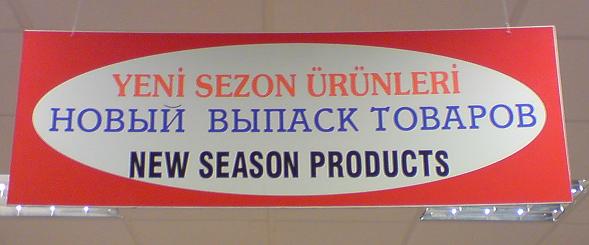 YENİ SEZON ÜRÜNLERİ
НОВЫЙ ВЫПАСК ТОВАРОВ
NEW SEASON PRODUCTS